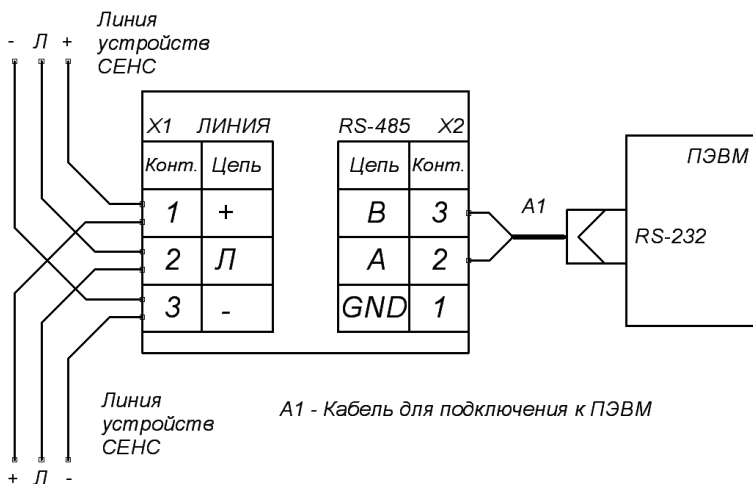 Линия
- Л + устройств
СЕНС
X1 ЛИНИЯ RS-485 X2
Конт. Цепь Цепь Конт.
1 + B 3
2 Л A 2
3 - GND 1
A1
ПЭВМ
RS-232
Линия
устройств
СЕНС
A1 - Кабель для подключения к ПЭВМ
+ Л -